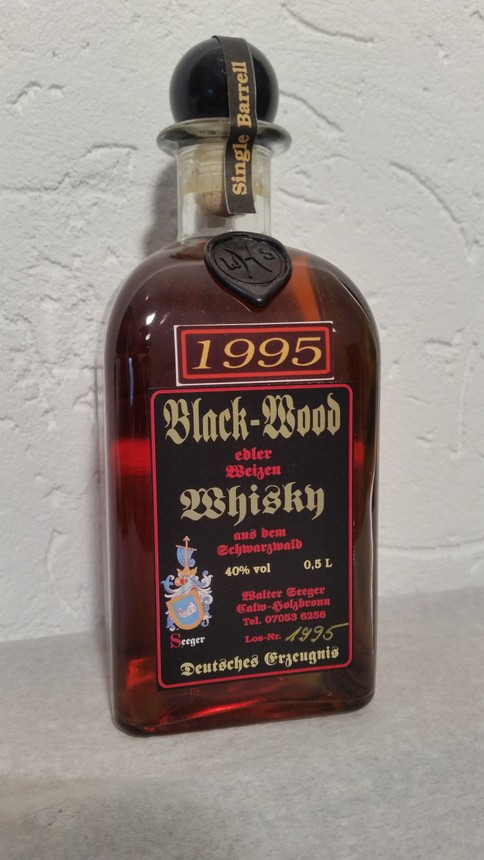 Single Barrell
W S
1995
Black-Wood
edler
Weizen
Whisky
aus dem
Schwarzwald
40% vol 0,5 L
Walter Seeger
Calw-Holzbronn
Tel. 07053 6256
Los-Nr. 1995
Seeger
Deutsches Erzeugnis